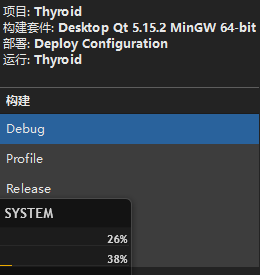 项目: Thyroid
构建套件: Desktop Qt 5.15.2 MinGW 64-bit
部署: Deploy Configuration
运行: Thyroid
构建
Debug
Profile
Release
SYSTEM
26%
38%